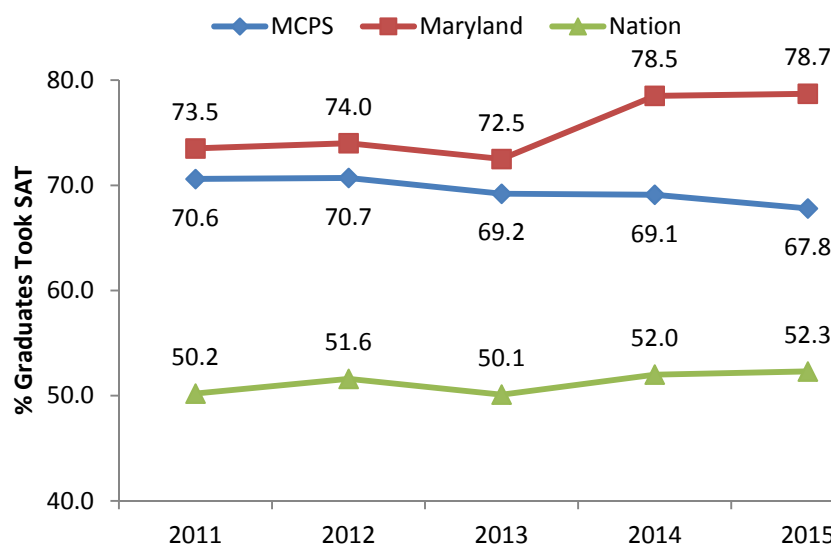 MCPS Maryland Nation
% Graduates Took SAT
80.0
70.0
60.0
50.0
40.0
73.5 74.0 72.5 78.5 78.7
70.6 70.7 69.2 69.1 67.8
50.2 51.6 50.1 52.0 52.3
2011 2012 2013 2014 2015